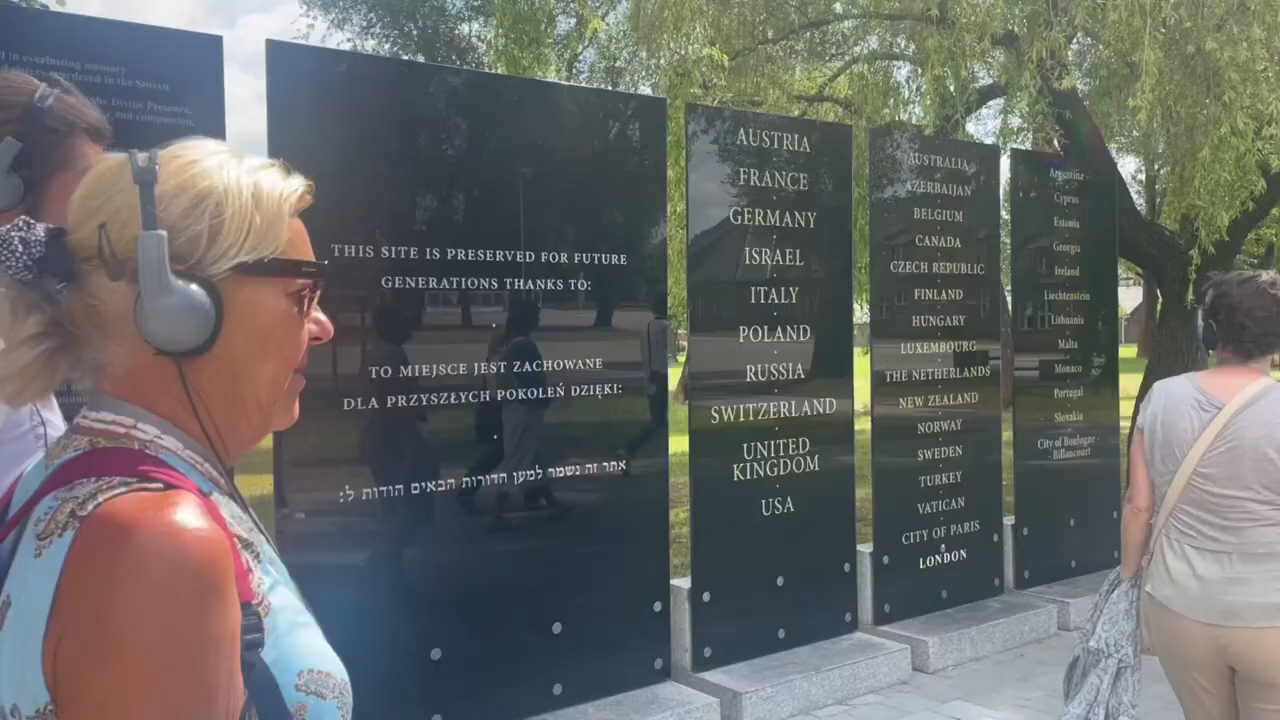 d in everlasting memory
murdered in the SHOAH
the Divine Presence,
and compassion.
THIS SITE IS PRESERVED FOR FUTURE
GENERATIONS THANKS TO:
TO MIEJSCE JEST ZACHOWANE
DLA PRZYSZŁYCH POKOLEŃ DZIĘKI:
אתר זה נשמר למען הדורות הבאים הודות ל:
AUSTRIA
FRANCE
GERMANY
ISRAEL
ITALY
POLAND
RUSSIA
SWITZERLAND
UNITED
KINGDOM
USA
AUSTRALIA
AZERBAIJAN
BELGIUM
CANADA
CZECH REPUBLIC
FINLAND
HUNGARY
LUXEMBOURG
THE NETHERLANDS
NEW ZEALAND
NORWAY
SWEDEN
TURKEY
VATICAN
CITY OF PARIS
LONDON
Argentina
Cyprus
Estonia
Georgia
Ireland
Liechtenstein
Lithuania
Malta
Monaco
Portugal
Slovakia
City of Boulogne
- Billancourt